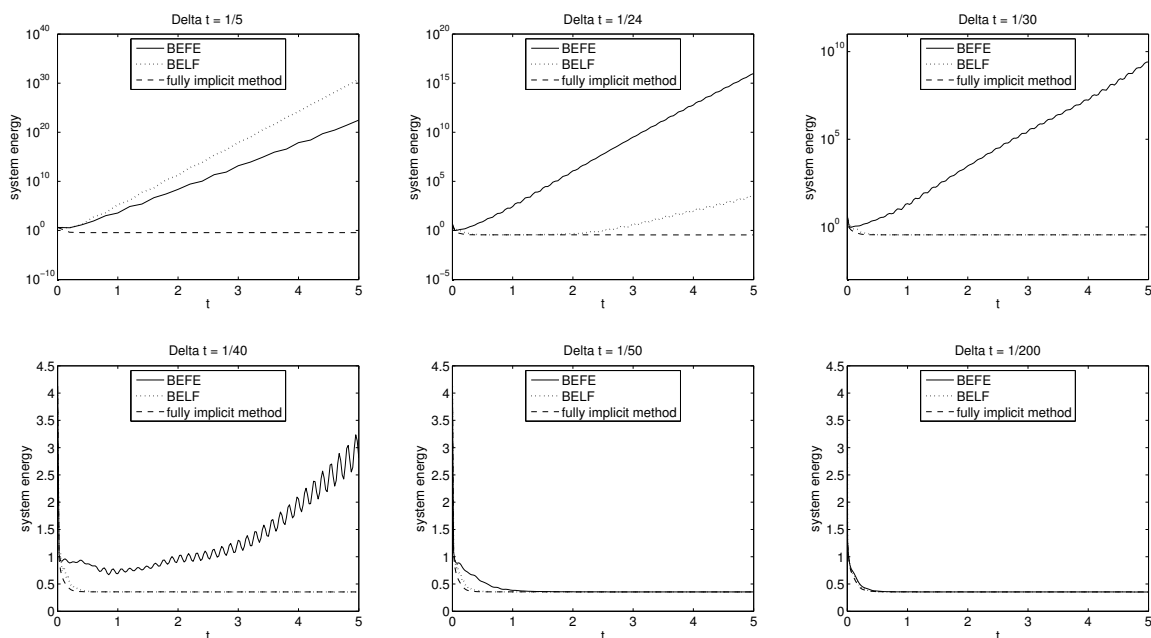 Delta t = 1/5
10^40
10^30
10^20
10^10
10^0
10^−10
system energy
BEFE
BELF
fully implicit method
0 1 2 3 4 5
t
Delta t = 1/24
10^20
10^15
10^10
10^5
10^0
10^−5
system energy
BEFE
BELF
fully implicit method
0 1 2 3 4 5
t
Delta t = 1/30
10^10
10^5
10^0
system energy
BEFE
BELF
fully implicit method
0 1 2 3 4 5
t
Delta t = 1/40
4.5
4
3.5
3
2.5
2
1.5
1
0.5
0
system energy
BEFE
BELF
fully implicit method
0 1 2 3 4 5
t
Delta t = 1/50
4.5
4
3.5
3
2.5
2
1.5
1
0.5
0
system energy
BEFE
BELF
fully implicit method
0 1 2 3 4 5
t
Delta t = 1/200
4.5
4
3.5
3
2.5
2
1.5
1
0.5
0
system energy
BEFE
BELF
fully implicit method
0 1 2 3 4 5
t